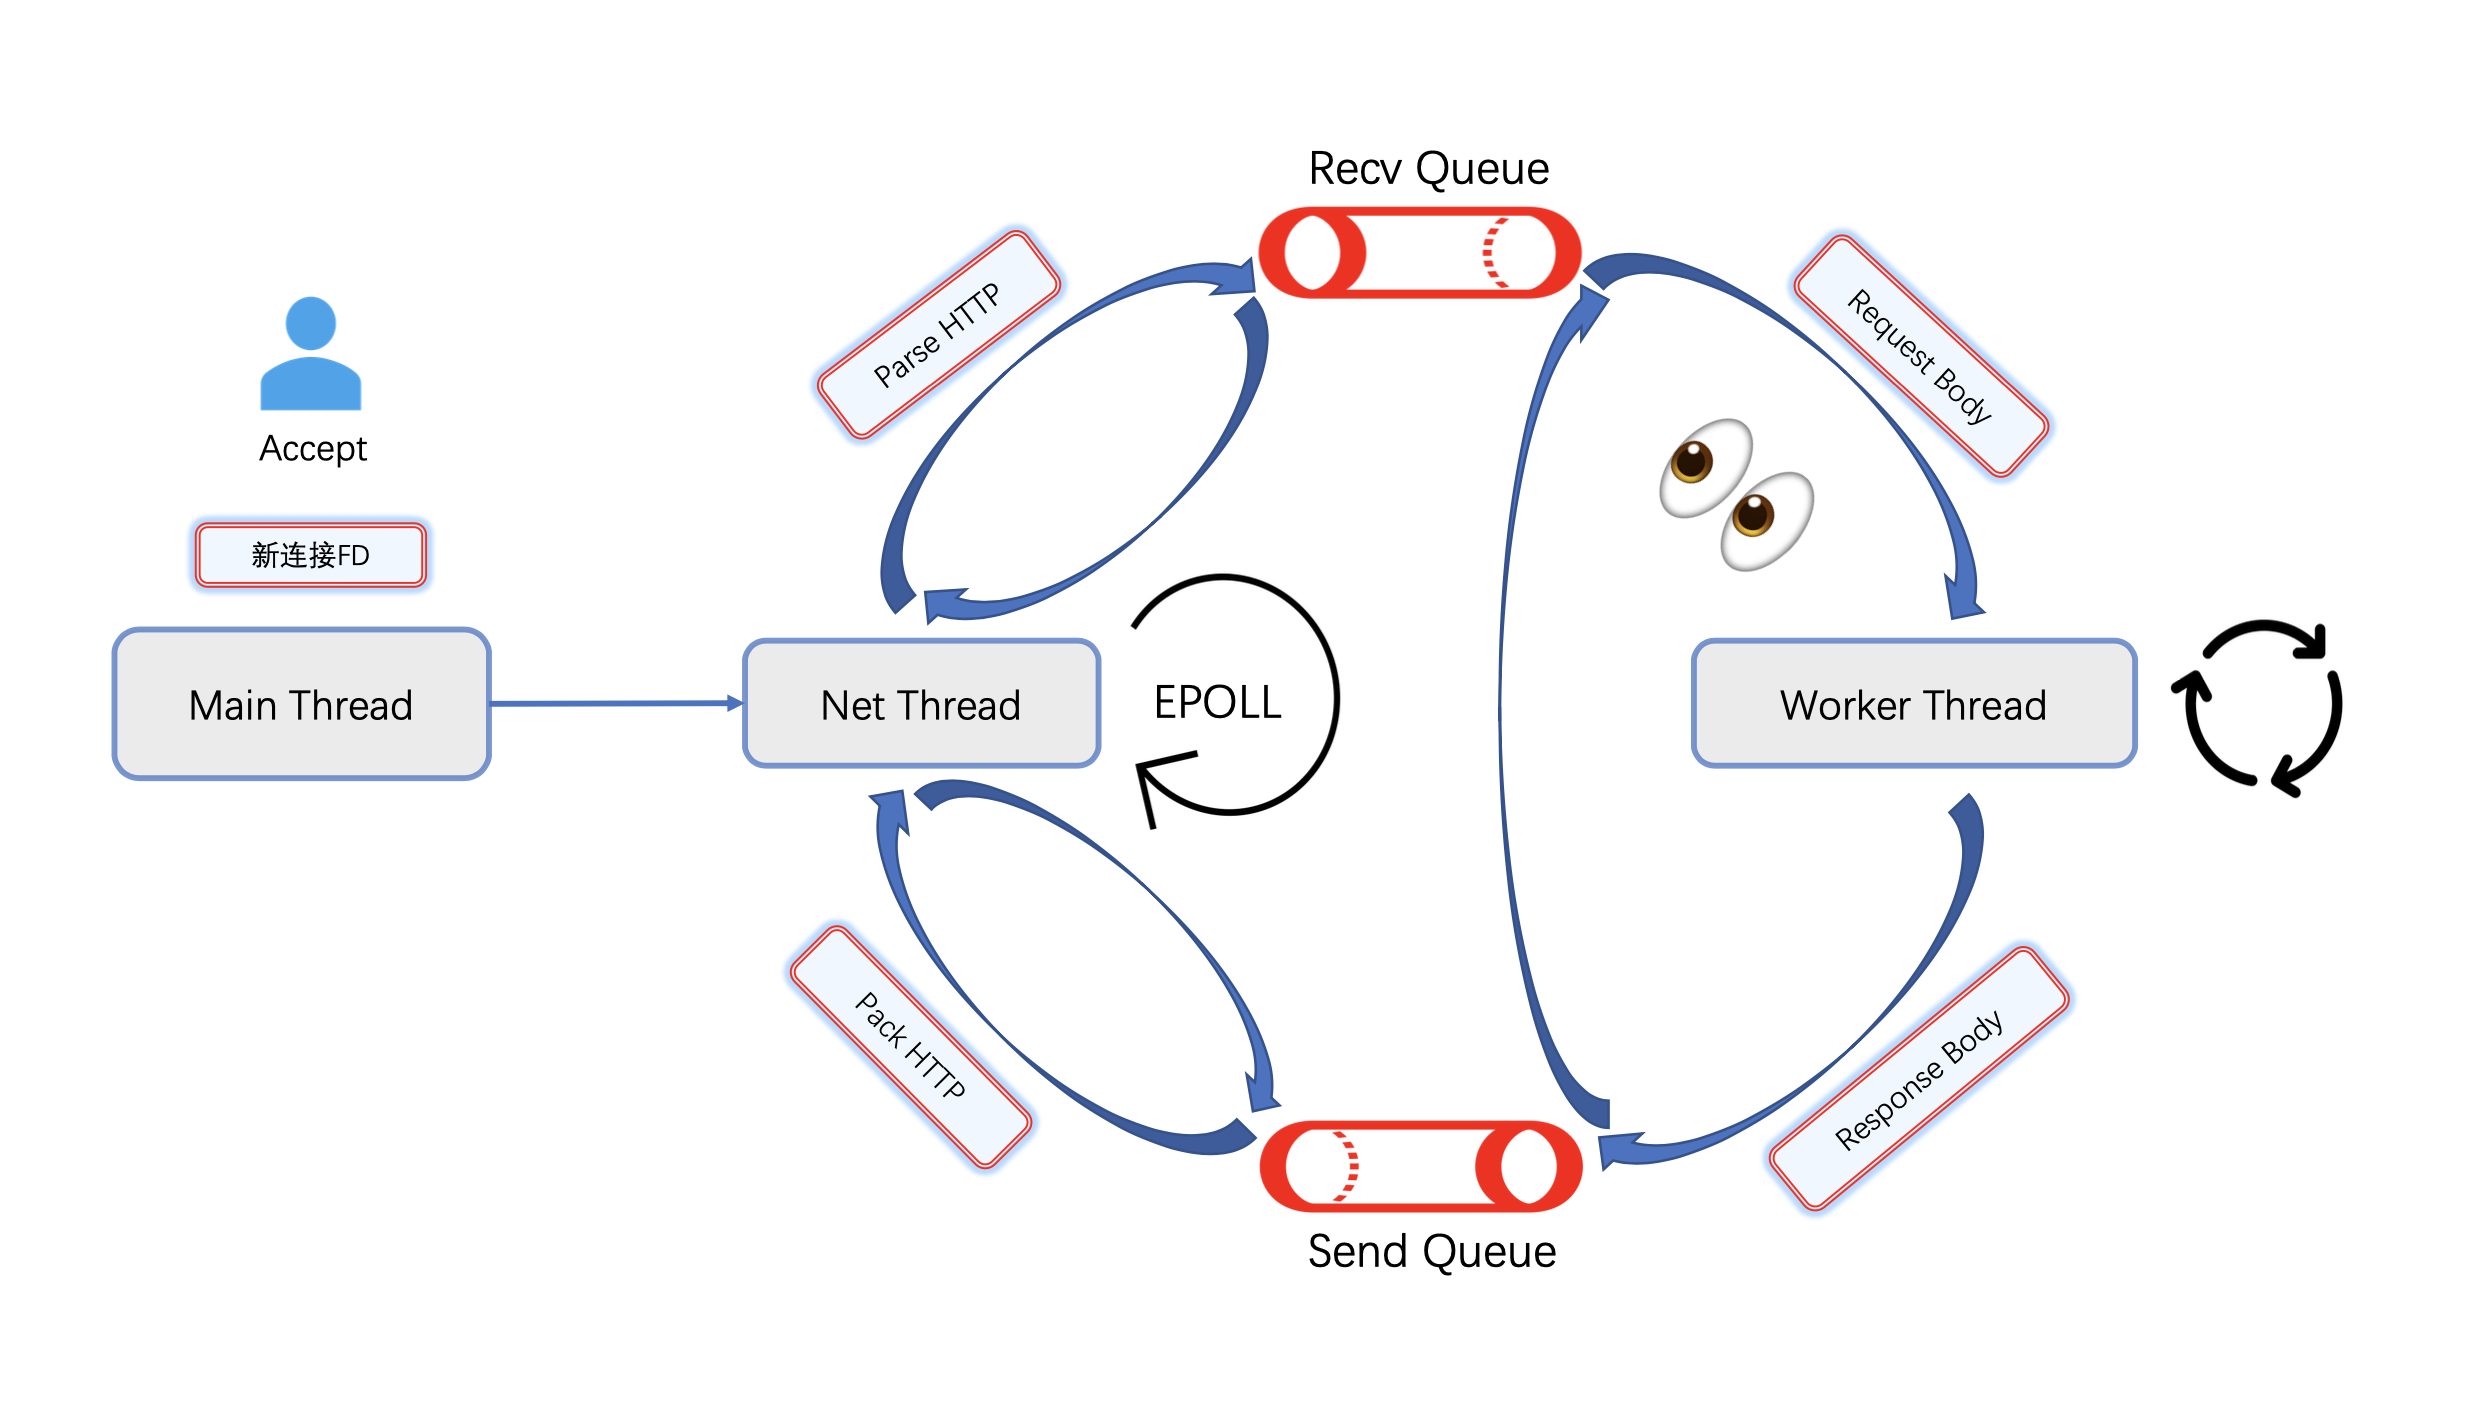 Recv Queue
Parse HTTP
Request Body
Accept
新连接FD
Main Thread
Net Thread
EPOLL
Worker Thread
Pack HTTP
Response Body
Send Queue